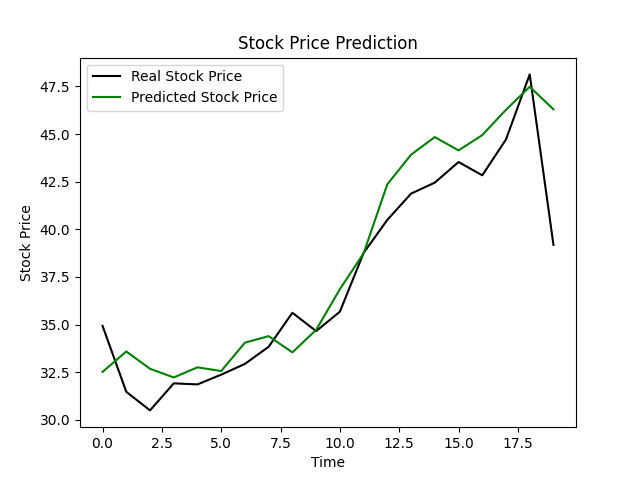 Stock Price Prediction
Real Stock Price
Predicted Stock Price
47.5
45.0
42.5
40.0
37.5
35.0
32.5
30.0
Stock Price
0.0 2.5 5.0 7.5 10.0 12.5 15.0 17.5
Time